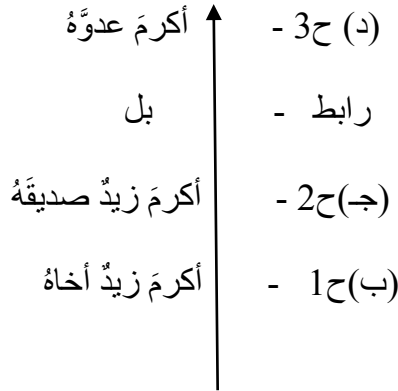 (د) ح3 - أكرمَ عدوَّهُ
رابط - بل
(جـ)ح2 - أكرمَ زيدٌ صديقَهُ
(ب)ح1 - أكرمَ زيدٌ أخاهُ